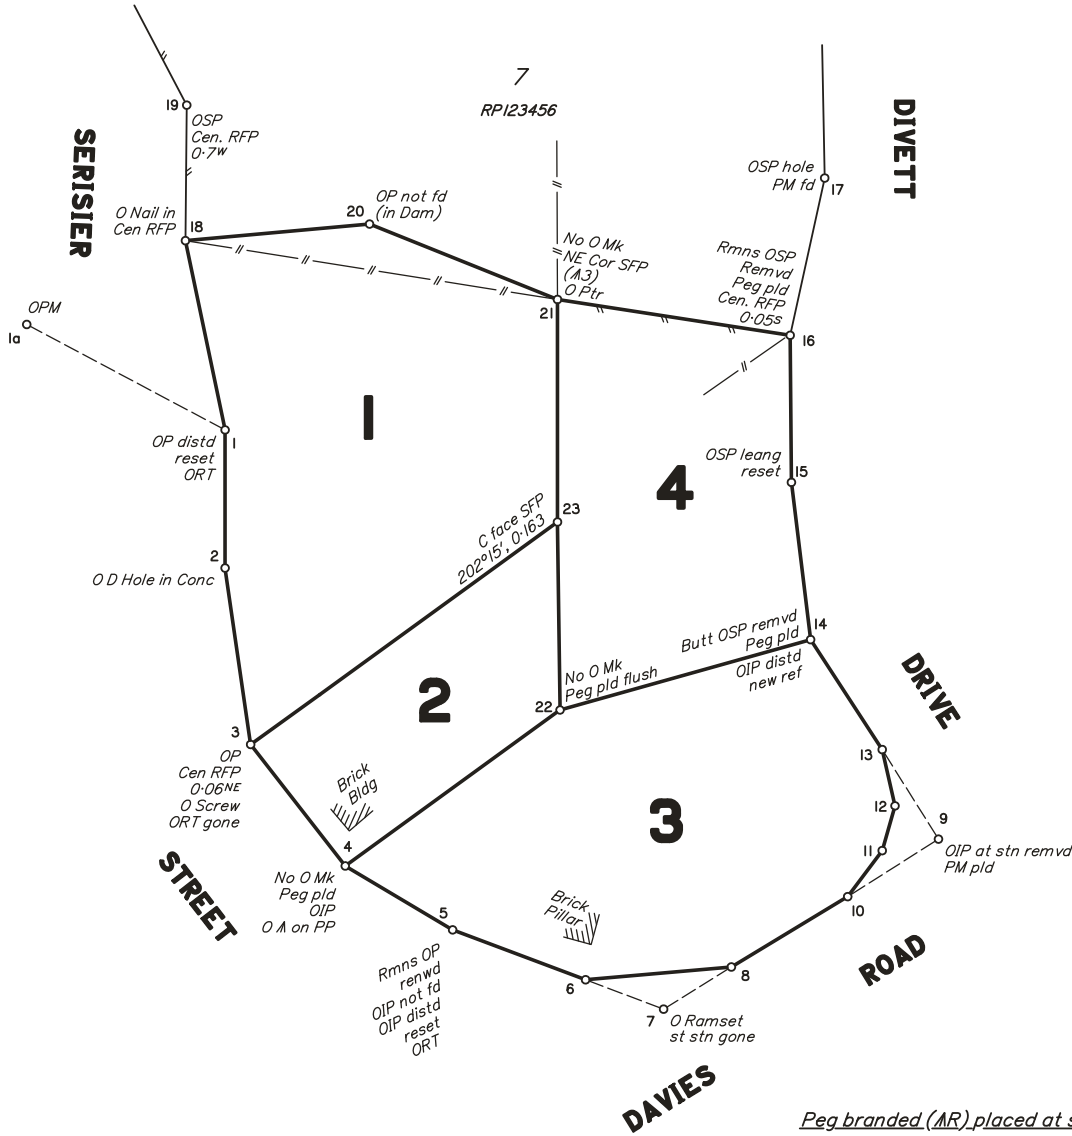 7
RP123456
SERISIER
DIVETT
19
OSP
Cen. RFP
0·7W
OSP hole
PM fd
17
O Nail in
Cen RFP
18
20
OP not fd
(in Dam)
No O Mk
NE Cor SFP
(⩚3)
O Ptr
21
Rmns OSP
Remvd
Peg pld
Cen. RFP
0·05s
16
OPM
1a
1
OP distd
reset
ORT
1
OSP leang
reset
15
4
C face SFP
202°15', 0·163
23
2
O D Hole in Conc
Butt OSP remvd
Peg pld
14
OIP distd
new ref
No O Mk
Peg pld flush
22
2
DRIVE
3
OP
Cen RFP
0·06NE
O Screw
ORT gone
Brick
Bldg
13
12
3
9
OIP at stn remvd
PM pld
11
4
No O Mk
Peg pld
OIP
O ⩚ on PP
STREET
10
Brick
Pillar
5
Rmns OP
renwd
OIP not fd
OIP distd
reset
ORT
ROAD
6
8
7
O Ramset
st stn gone
DAVIES
Peg branded (⩚R) placed at s